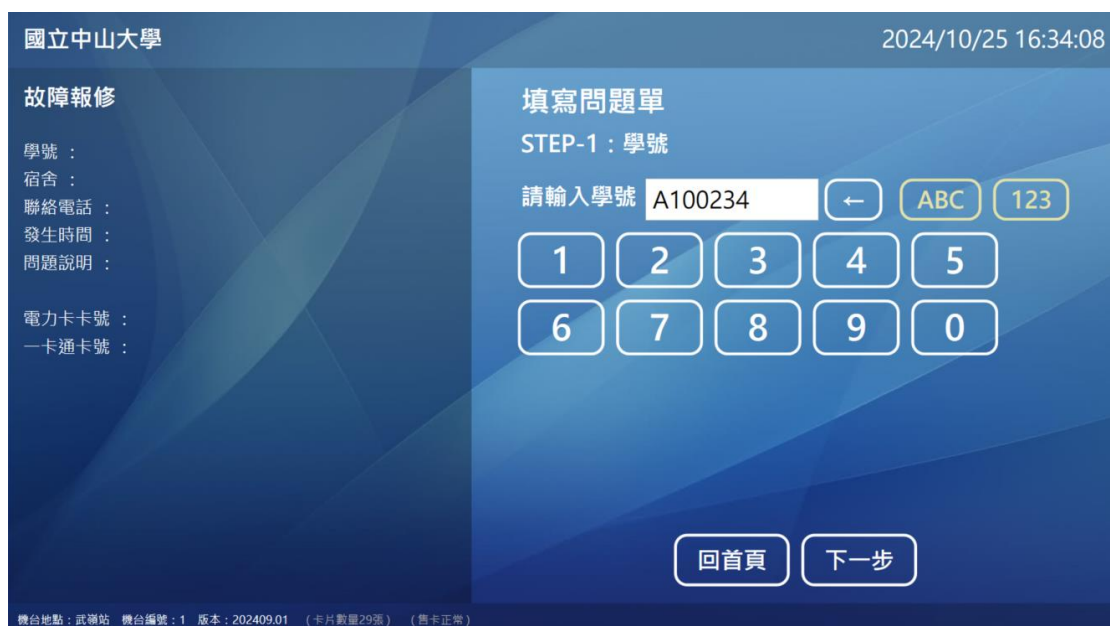 國立中山大學
2024/10/25 16:34:08
故障報修
學號 :
宿舍 :
聯絡電話 :
發生時間 :
問題說明 :
電力卡卡號 :
一卡通卡號 :
填寫問題單
STEP-1 : 學號
請輸入學號 A100234 ← ABC 123
1 2 3 4 5
6 7 8 9 0
回首頁 下一步
機台地點 : 武嶺站 機台編號 : 1 版本 : 202409.01 (卡片數量29張) (售卡正常)